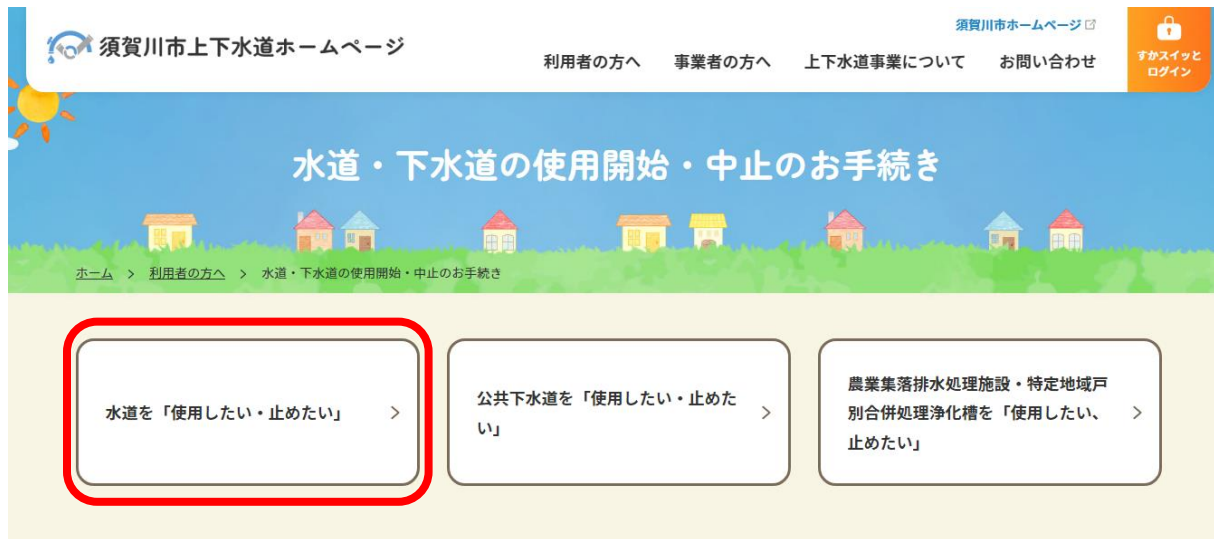 須賀川市上下水道ホームページ
須賀川市ホームページ
利用者の方へ 事業者の方へ 上下水道事業について お問い合わせ
すかスイッと
ログイン
水道・下水道の使用開始・中止のお手続き
ホーム > 利用者の方へ > 水道・下水道の使用開始・中止のお手続き
水道を「使用したい・止めたい」
公共下水道を「使用したい・止めた
い」
農業集落排水処理施設・特定地域戸
別合併処理浄化槽を「使用したい、
止めたい」